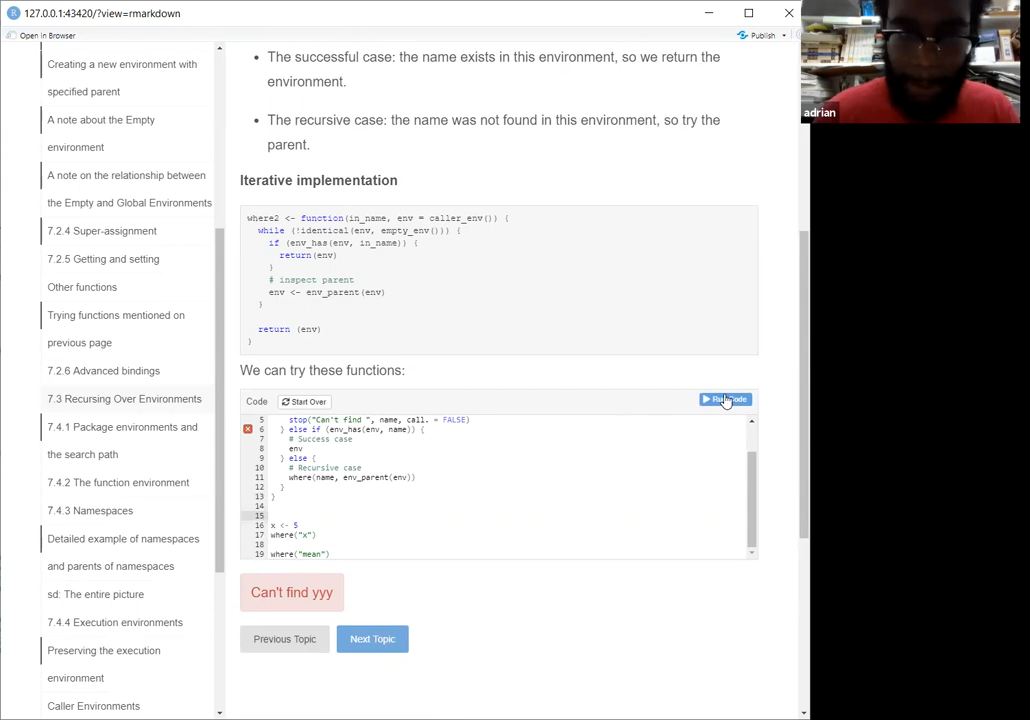 127.0.0.1:43420/?view=rmarkdown
Open in Browser
Publish
Creating a new environment with
specified parent
A note about the Empty
environment
A note on the relationship between
the Empty and Global Environments
7.2.4 Super-assignment
7.2.5 Getting and setting
Other functions
Trying functions mentioned on
previous page
7.2.6 Advanced bindings
7.3 Recursing Over Environments
7.4.1 Package environments and
the search path
7.4.2 The function environment
7.4.3 Namespaces
Detailed example of namespaces
and parents of namespaces
sd: The entire picture
7.4.4 Execution environments
Preserving the execution
environment
Caller Environments
• The successful case: the name exists in this environment, so we return the
environment.
• The recursive case: the name was not found in this environment, so try the
parent.
Iterative implementation
where2 <- function(in_name, env = caller_env()) {
  while (!identical(env, empty_env())) {
    if (env_has(env, in_name)) {
      return(env)
    }
    # inspect parent
    env <- env_parent(env)
  }
  return (env)
}
We can try these functions:
Code
Start Over
Run Code
5 stop("Can't find ", name, call. = FALSE)
6 } else if (env_has(env, name)) {
7 # Success case
8 env
9 } else {
10 # Recursive case
11 where(name, env_parent(env))
12 }
13 }
14
15
16 x <- 5
17 where("x")
18
19 where("mean")
Can't find yyy
Previous Topic
Next Topic
adrian